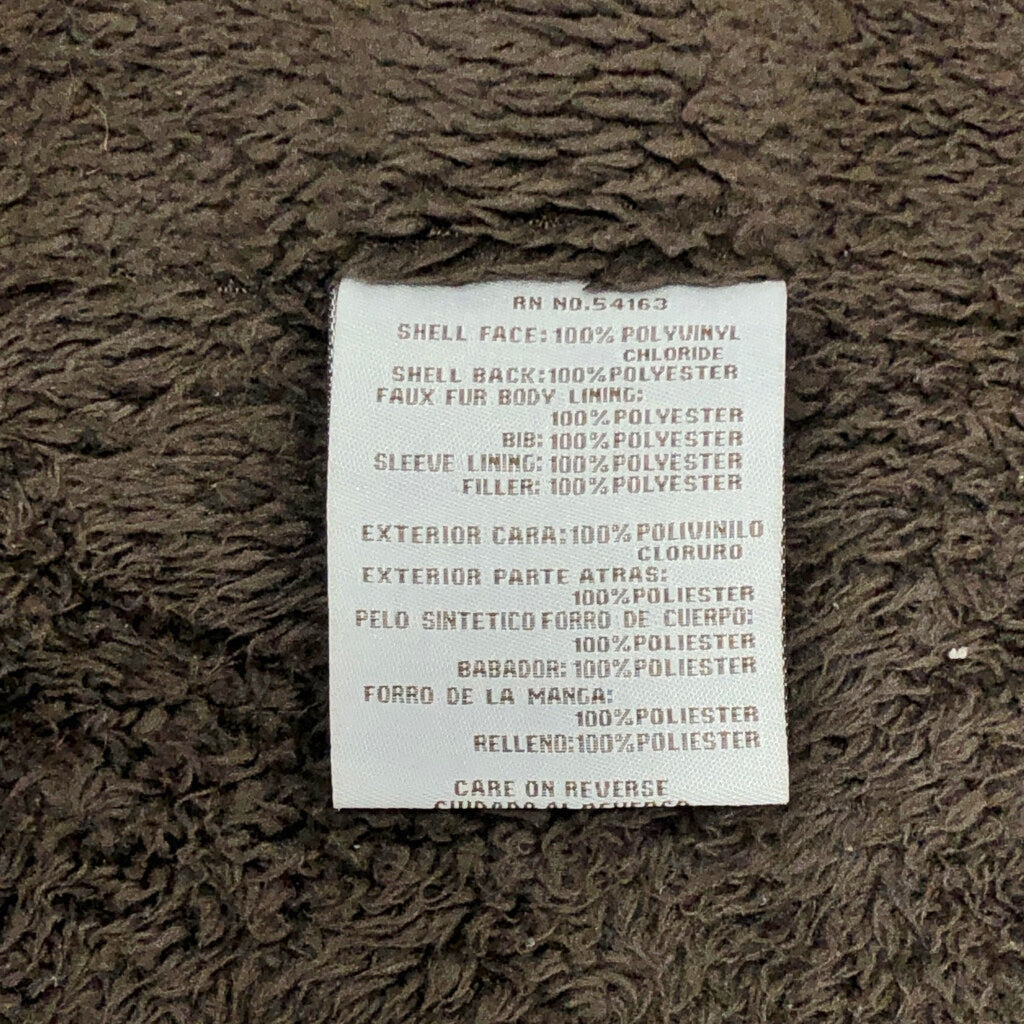 RN NO.54163
SHELL FACE: 100% POLYVINYL
CHLORIDE
SHELL BACK: 100% POLYESTER
FAUX FUR BODY LINING:
100% POLYESTER
BIB: 100% POLYESTER
SLEEVE LINING: 100% POLYESTER
FILLER: 100% POLYESTER
EXTERIOR CARA: 100% POLIVINILO
CLORURO
EXTERIOR PARTE ATRAS:
100% POLIESTER
PELO SINTETICO FORRO DE CUERPO:
100% POLIESTER
BABADOR: 100% POLIESTER
FORRO DE LA MANGA:
100% POLIESTER
RELLENO: 100% POLIESTER
CARE ON REVERSE
CUIDADO AL REVERSO